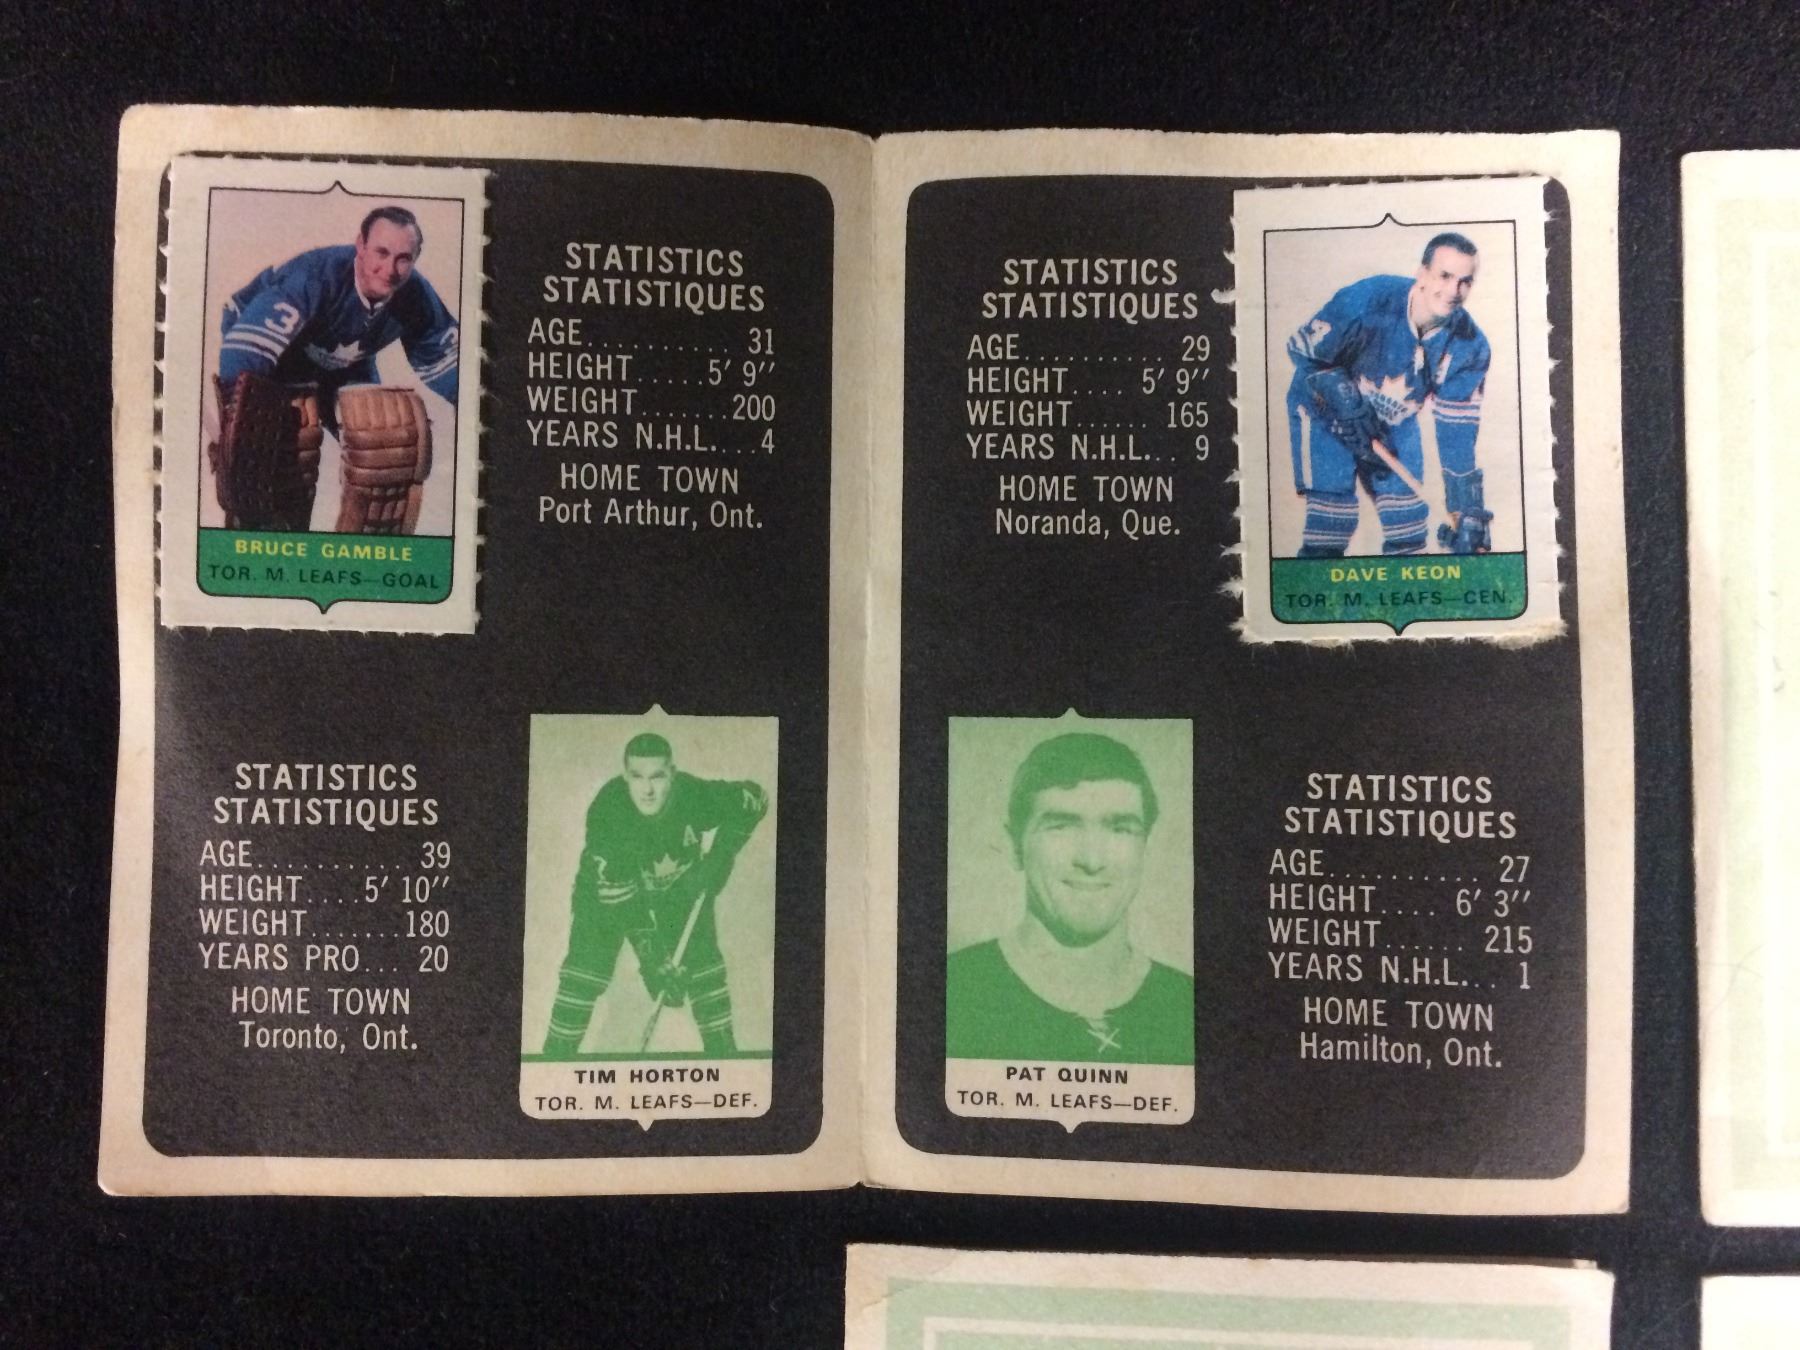 BRUCE GAMBLE
TOR. M. LEAFS—GOAL
STATISTICS
STATISTIQUES
AGE.......... 31
HEIGHT.....5' 9''
WEIGHT.......200
YEARS N.H.L....4
HOME TOWN
Port Arthur, Ont.
STATISTICS
STATISTIQUES
AGE.......... 39
HEIGHT....5' 10''
WEIGHT.......180
YEARS PRO... 20
HOME TOWN
Toronto, Ont.
TIM HORTON
TOR. M. LEAFS—DEF.
STATISTICS
STATISTIQUES
AGE.......... 29
HEIGHT.... 5' 9''
WEIGHT...... 165
YEARS N.H.L... 9
HOME TOWN
Noranda, Que.
DAVE KEON
TOR. M. LEAFS—CEN.
PAT QUINN
TOR. M. LEAFS—DEF.
STATISTICS
STATISTIQUES
AGE.......... 27
HEIGHT.... 6' 3''
WEIGHT...... 215
YEARS N.H.L... 1
HOME TOWN
Hamilton, Ont.